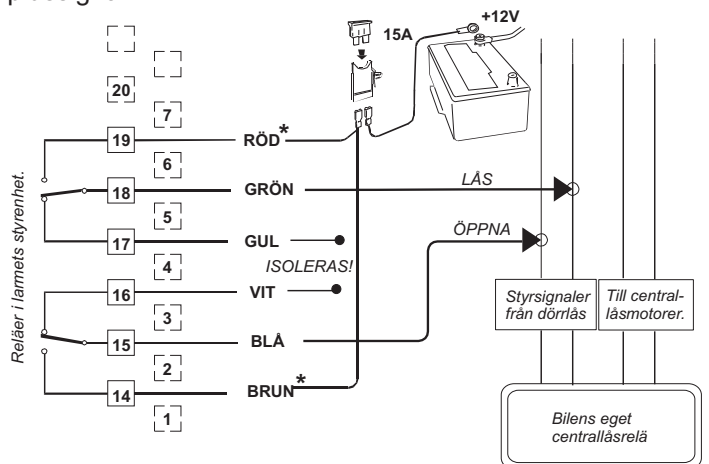 +12V
15A
20
7
19
RÖD*
6
18
GRÖN
LÅS
5
17
GUL
ÖPPNA
4
ISOLERAS!
16
VIT
3
Styrsignaler
från dörrlås
Till central-
låsmotorer.
15
BLÅ
2
14
BRUN*
1
Bilens eget
centrallåsrelä
Reläer i larmets styrenhet.